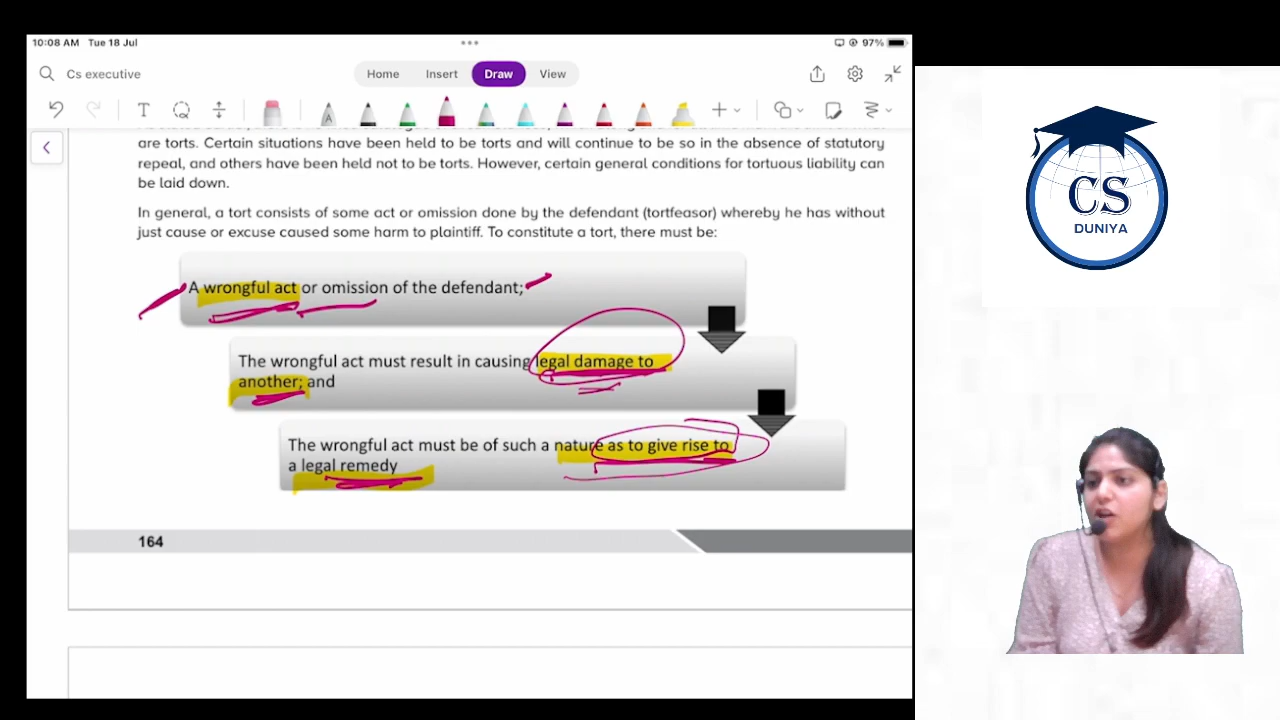 10:08 AM Tue 18 Jul
97%
Cs executive
Home Insert Draw View
are torts. Certain situations have been held to be torts and will continue to be so in the absence of statutory
repeal, and others have been held not to be torts. However, certain general conditions for tortuous liability can
be laid down.
In general, a tort consists of some act or omission done by the defendant (tortfeasor) whereby he has without
just cause or excuse caused some harm to plaintiff. To constitute a tort, there must be:
A wrongful act or omission of the defendant;
The wrongful act must result in causing legal damage to
another; and
The wrongful act must be of such a nature as to give rise to
a legal remedy
164
CS
DUNIYA